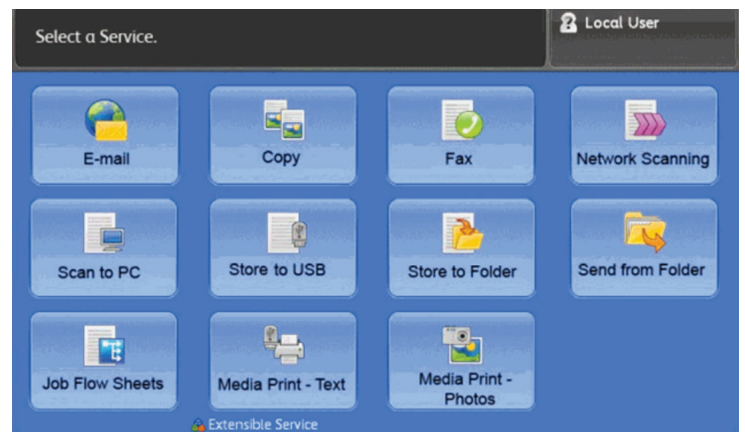 Select a Service.
Local User
E-mail
Copy
Fax
Network Scanning
Scan to PC
Store to USB
Store to Folder
Send from Folder
Job Flow Sheets
Media Print - Text
Media Print -
Photos
Extensible Service